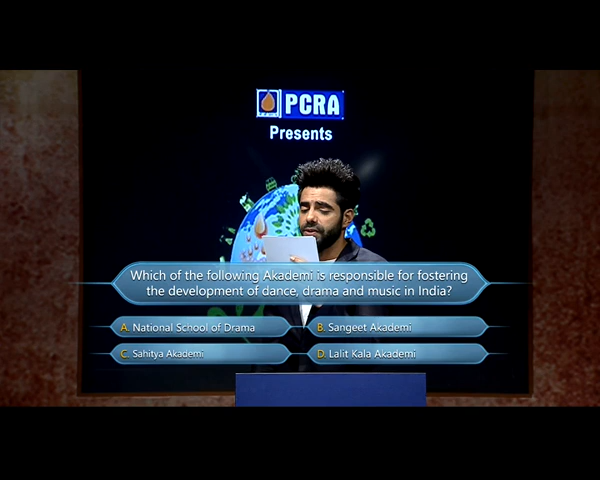 PCRA
Presents
Which of the following Akademi is responsible for fostering
the development of dance, drama and music in India?
A. National School of Drama
B. Sangeet Akademi
C. Sahitya Akademi
D. Lalit Kala Akademi